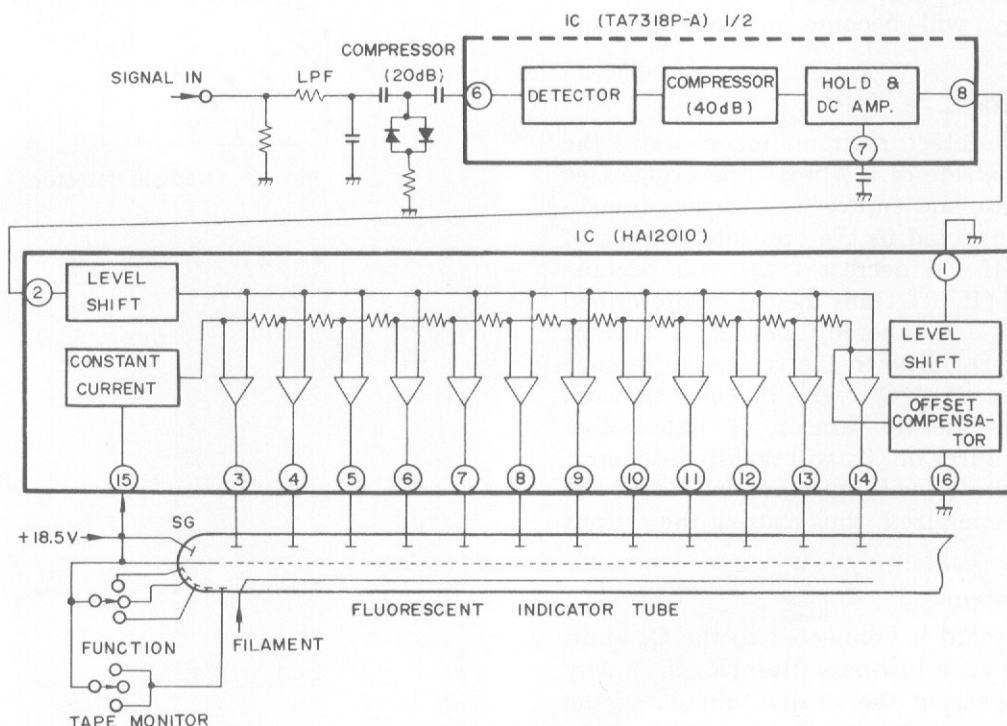 will become
IC (TA7318P-A) 1/2
COMPRESSOR
(20dB)
SIGNAL IN
LPF
6
DETECTOR
COMPRESSOR
(40dB)
HOLD &
DC AMP.
8
7
IC (HA12010)
1
2
LEVEL
SHIFT
CONSTANT
CURRENT
LEVEL
SHIFT
OFFSET
COMPENSA-
TOR
15
3
4
5
6
7
8
9
10
11
12
13
14
16
+18.5V
SG
FLUORESCENT INDICATOR TUBE
FILAMENT
FUNCTION
TAPE MONITOR